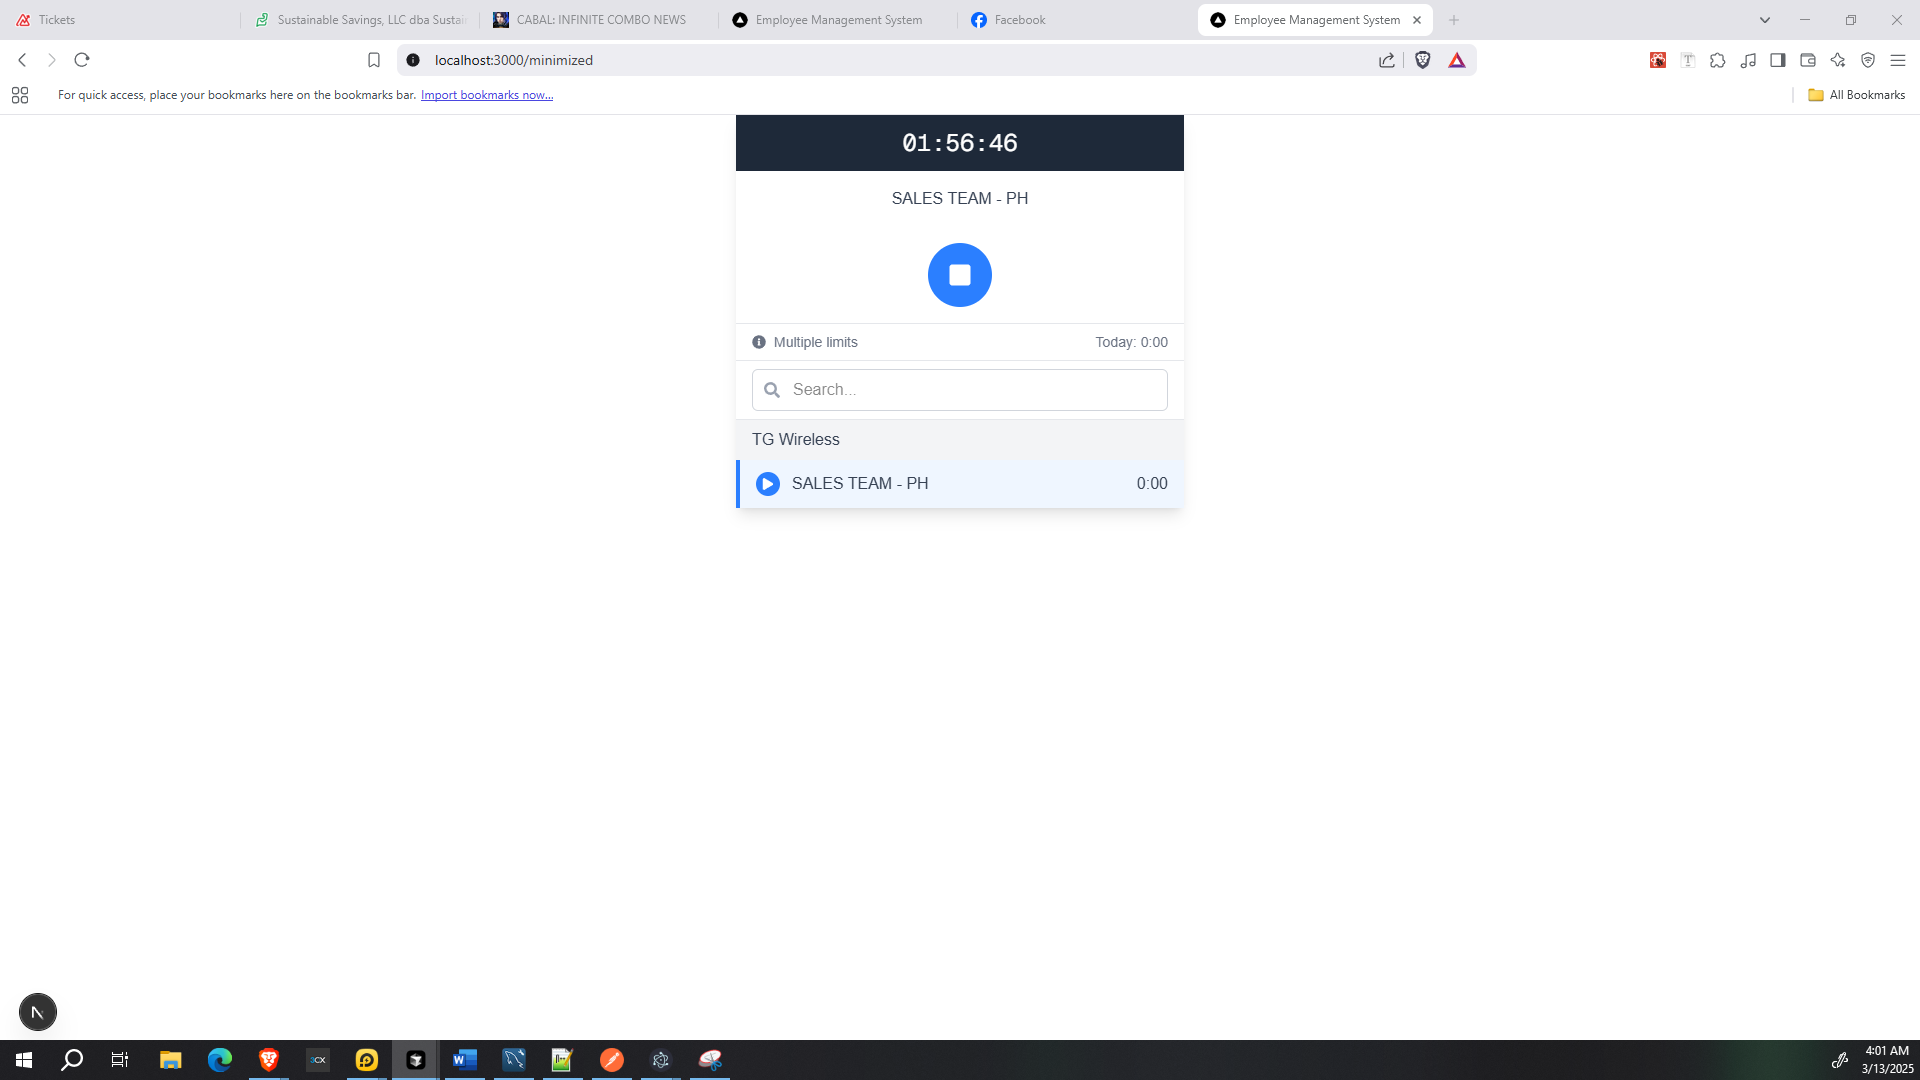 Tickets
Sustainable Savings, LLC dba Sustai
CABAL: INFINITE COMBO NEWS
Employee Management System
Facebook
Employee Management System
localhost:3000/minimized
For quick access, place your bookmarks here on the bookmarks bar. Import bookmarks now...
All Bookmarks
01:56:46
SALES TEAM - PH
Multiple limits
Today: 0:00
Search...
TG Wireless
SALES TEAM - PH
0:00
N
3CX
W
4:01 AM
3/13/2025